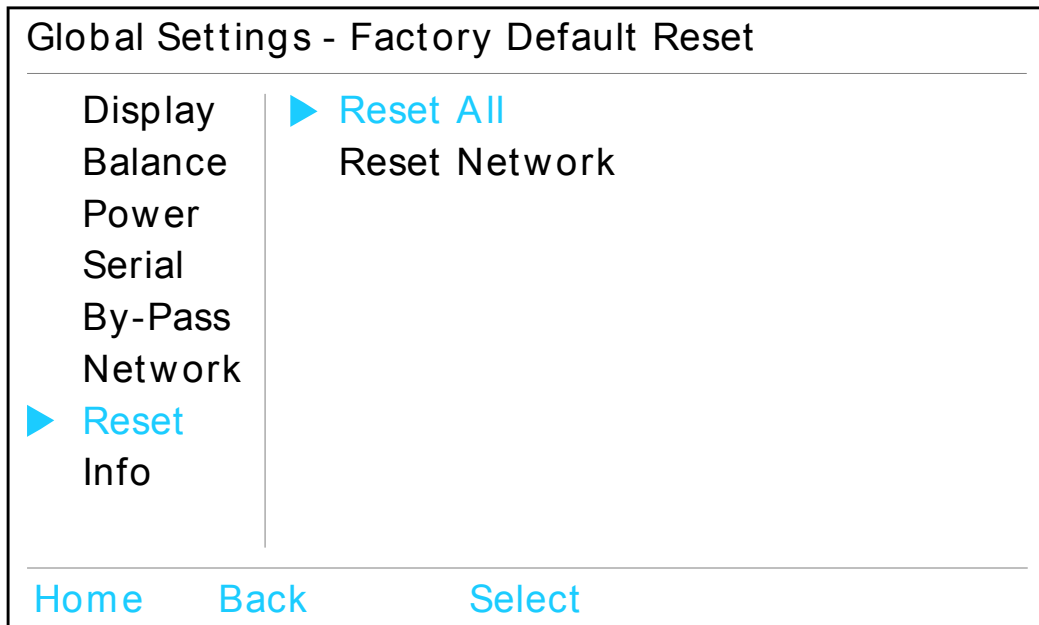 Global Settings - Factory Default Reset
Display
Balance
Power
Serial
By-Pass
Network
Reset
Info
Reset All
Reset Network
Home Back Select